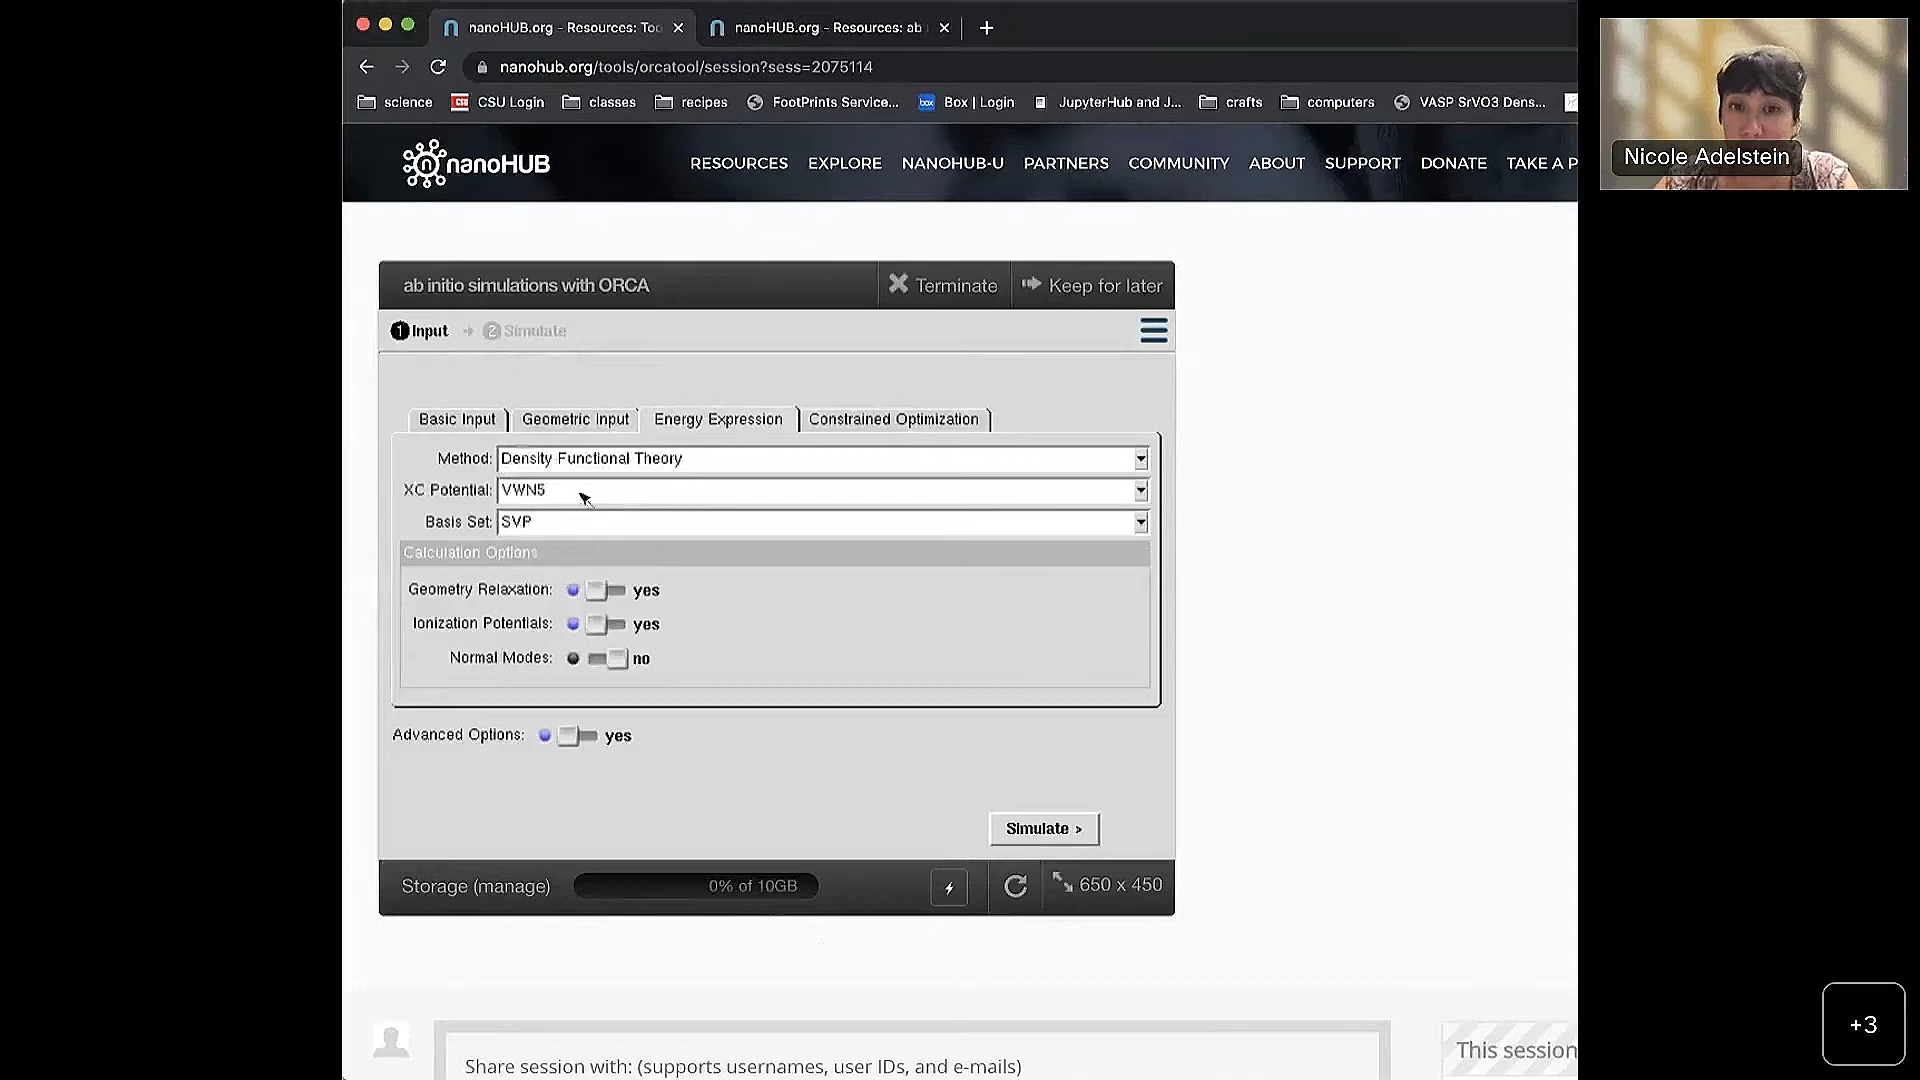 nanoHUB.org - Resources: Too
nanoHUB.org - Resources: ab
nanohub.org/tools/orcatool/session?sess=2075114
science
CSU Login
classes
recipes
FootPrints Service...
box
Box | Login
JupyterHub and J...
crafts
computers
VASP SrVO3 Dens...
Nicole Adelstein
nanoHUB
RESOURCES EXPLORE NANOHUB-U PARTNERS COMMUNITY ABOUT SUPPORT DONATE TAKE A P
ab initio simulations with ORCA
Terminate
Keep for later
1 Input
2 Simulate
Basic Input
Geometric Input
Energy Expression
Constrained Optimization
Method: Density Functional Theory
XC Potential: VWN5
Basis Set: SVP
Calculation Options
Geometry Relaxation: yes
Ionization Potentials: yes
Normal Modes: no
Advanced Options: yes
Simulate >
Storage (manage)
0% of 10GB
650 x 450
+3
Share session with: (supports usernames, user IDs, and e-mails)
This session